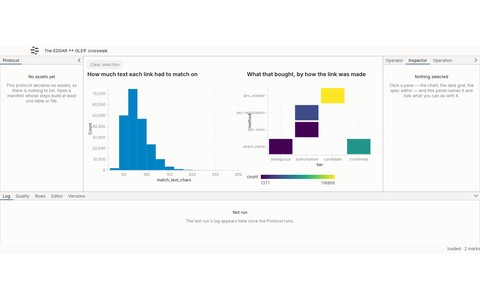 The EDGAR ↔ GLEIF crosswalk
Protocol
Operator Inspector Operation
No assets yet
This protocol declares no assets, so
there is nothing to list. Open a
manifest whose steps build at least
one table or file.
Clear selection
How much text each link had to match on
Count
70,000
60,000
50,000
40,000
30,000
20,000
10,000
0
50 100 150 200 250 300
match_text_chars
What that bought, by how the link was made
exact_name
ambiguous authoritative candidate confirmed
tier
count
1377 118868
Nothing selected
Click a pane — the chart, the data grid, the
spec editor — and this panel names it and
lists what you can do with it.
Log Quality Rows Editor Versions
Not run
The last run's log appears here once the Protocol runs.
loaded · 2 marks